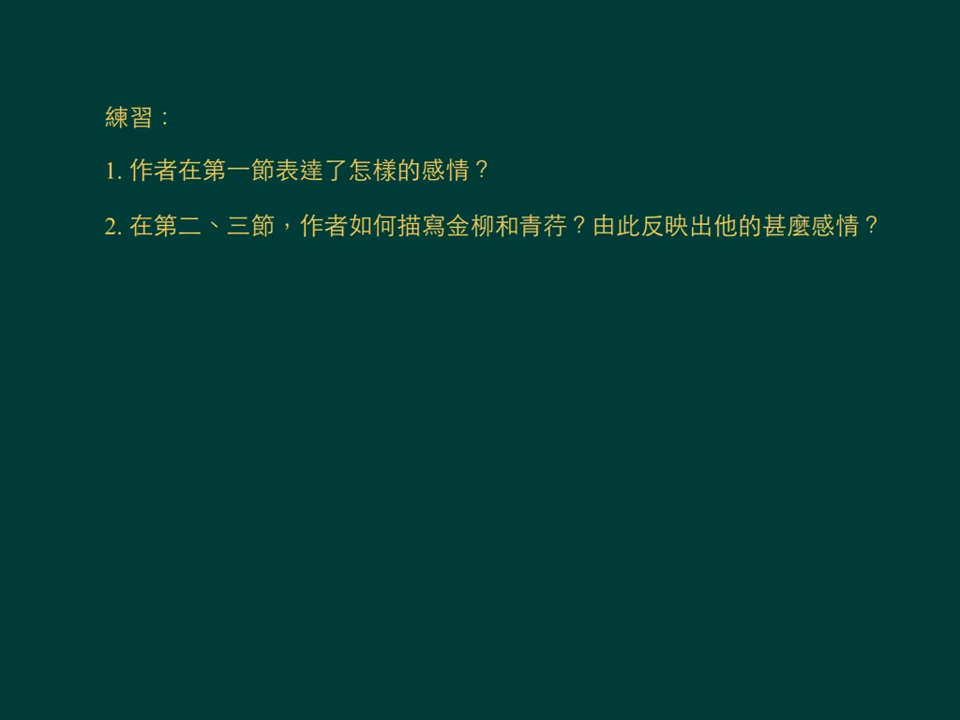 練習：
1. 作者在第一節表達了怎樣的感情？
2. 在第二、三節，作者如何描寫金柳和青荇？由此反映出他的甚麼感情？